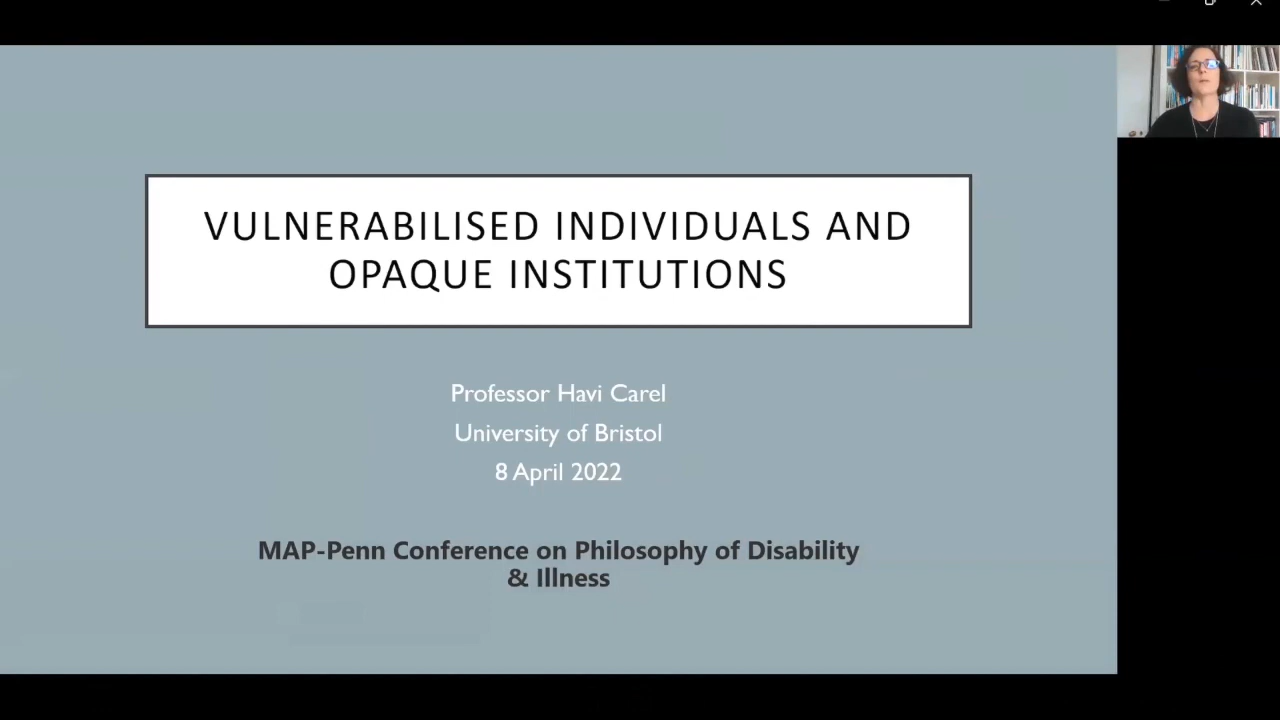 VULNERABILISED INDIVIDUALS AND
OPAQUE INSTITUTIONS
Professor Havi Carel
University of Bristol
8 April 2022
MAP-Penn Conference on Philosophy of Disability
& Illness